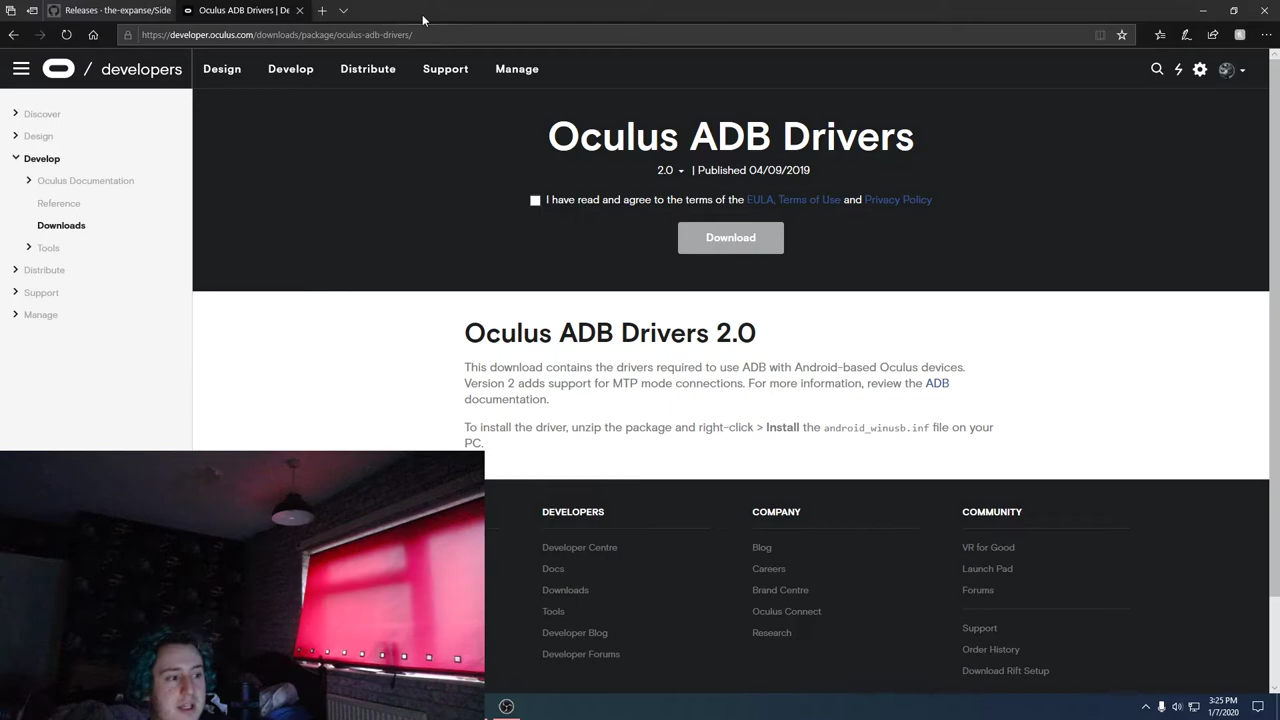 Releases - the-expanse/Side
Oculus ADB Drivers | De
https://developer.oculus.com/downloads/package/oculus-adb-drivers/
/ developers
Design
Develop
Distribute
Support
Manage
Discover
Design
Develop
Oculus Documentation
Reference
Downloads
Tools
Distribute
Support
Manage
Oculus ADB Drivers
2.0 | Published 04/09/2019
I have read and agree to the terms of the EULA, Terms of Use and Privacy Policy
Download
Oculus ADB Drivers 2.0
This download contains the drivers required to use ADB with Android-based Oculus devices.
Version 2 adds support for MTP mode connections. For more information, review the ADB
documentation.
To install the driver, unzip the package and right-click > Install the android_winusb.inf file on your
PC.
DEVELOPERS
Developer Centre
Docs
Downloads
Tools
Developer Blog
Developer Forums
COMPANY
Blog
Careers
Brand Centre
Oculus Connect
Research
COMMUNITY
VR for Good
Launch Pad
Forums
Support
Order History
Download Rift Setup
3:25 PM
1/7/2020